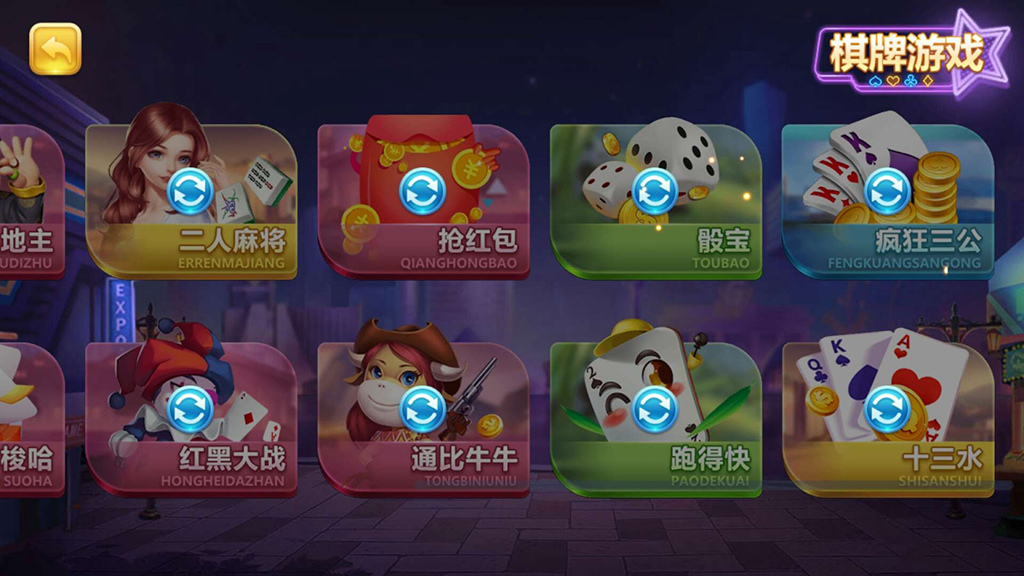 棋牌游戏
地主
UDIZHU
二人麻将
ERRENMAJIANG
抢红包
QIANGHONGBAO
骰宝
TOUBAO
疯狂三公
FENGKUANGSANGONG
EXPO
梭哈
SUOHA
红黑大战
HONGHEIDAZHAN
通比牛牛
TONGBINIUNIU
跑得快
PAODEKUAI
十三水
SHISANSHUI